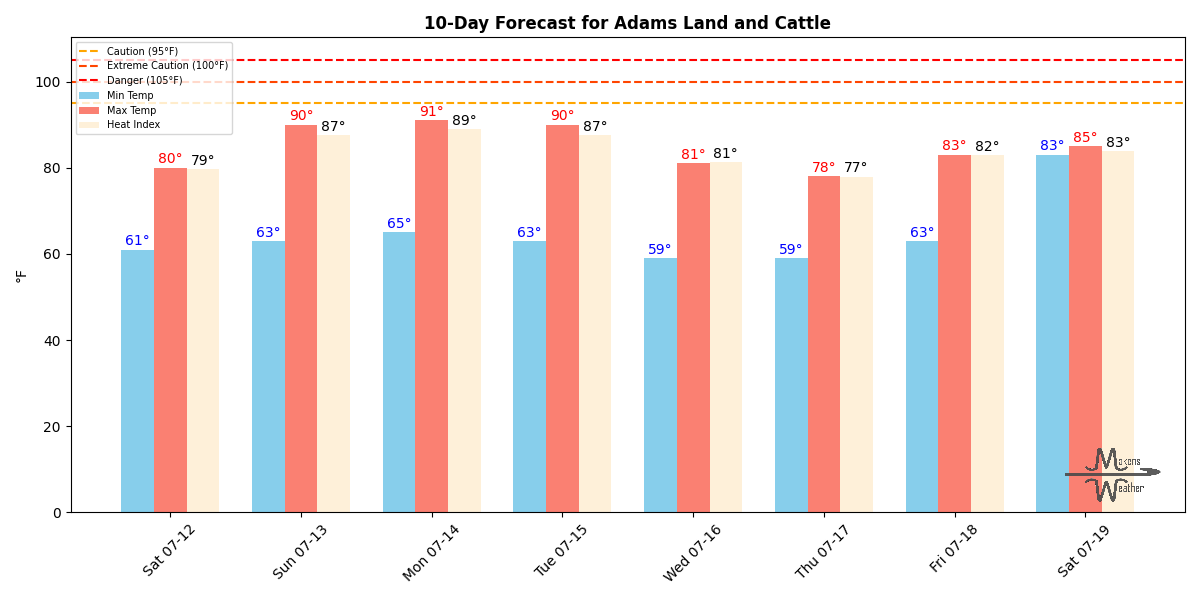 10-Day Forecast for Adams Land and Cattle
Caution (95°F)
Extreme Caution (100°F)
Danger (105°F)
Min Temp
Max Temp
Heat Index
°F
100
80
60
40
20
0
61° 80° 79°
63° 90° 87°
65° 91° 89°
63° 90° 87°
59° 81° 81°
59° 78° 77°
63° 83° 82°
83° 85° 83°
Sat 07-12
Sun 07-13
Mon 07-14
Tue 07-15
Wed 07-16
Thu 07-17
Fri 07-18
Sat 07-19